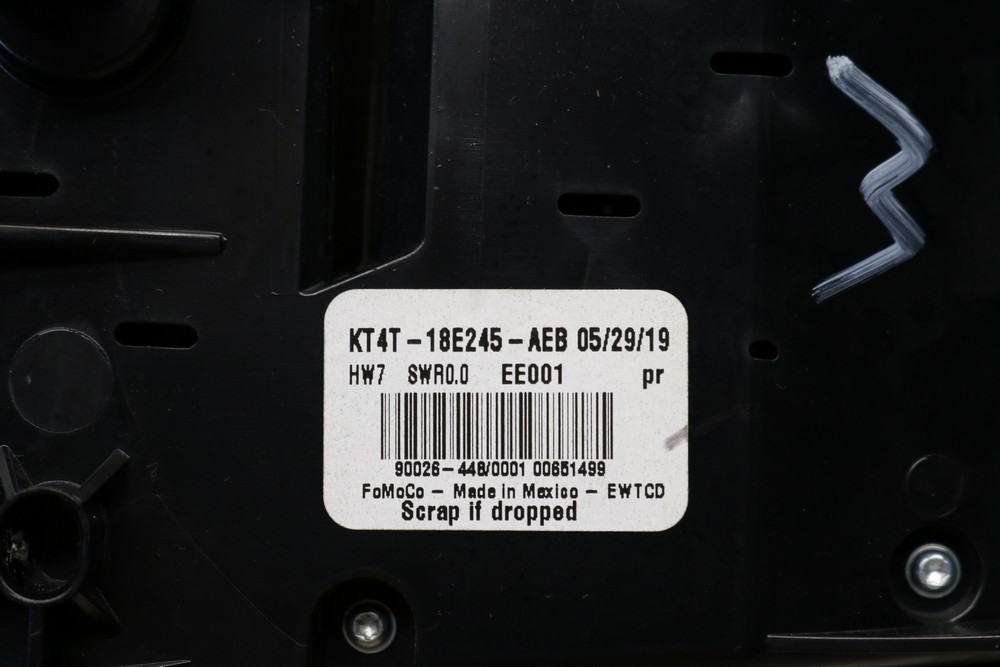 KT4T-18E245-AEB 05/29/19
HW7 SWR0.0 EE001 pr
90026-448/0001 00651499
FoMoCo - Made in Mexico - EWTCD
Scrap if dropped